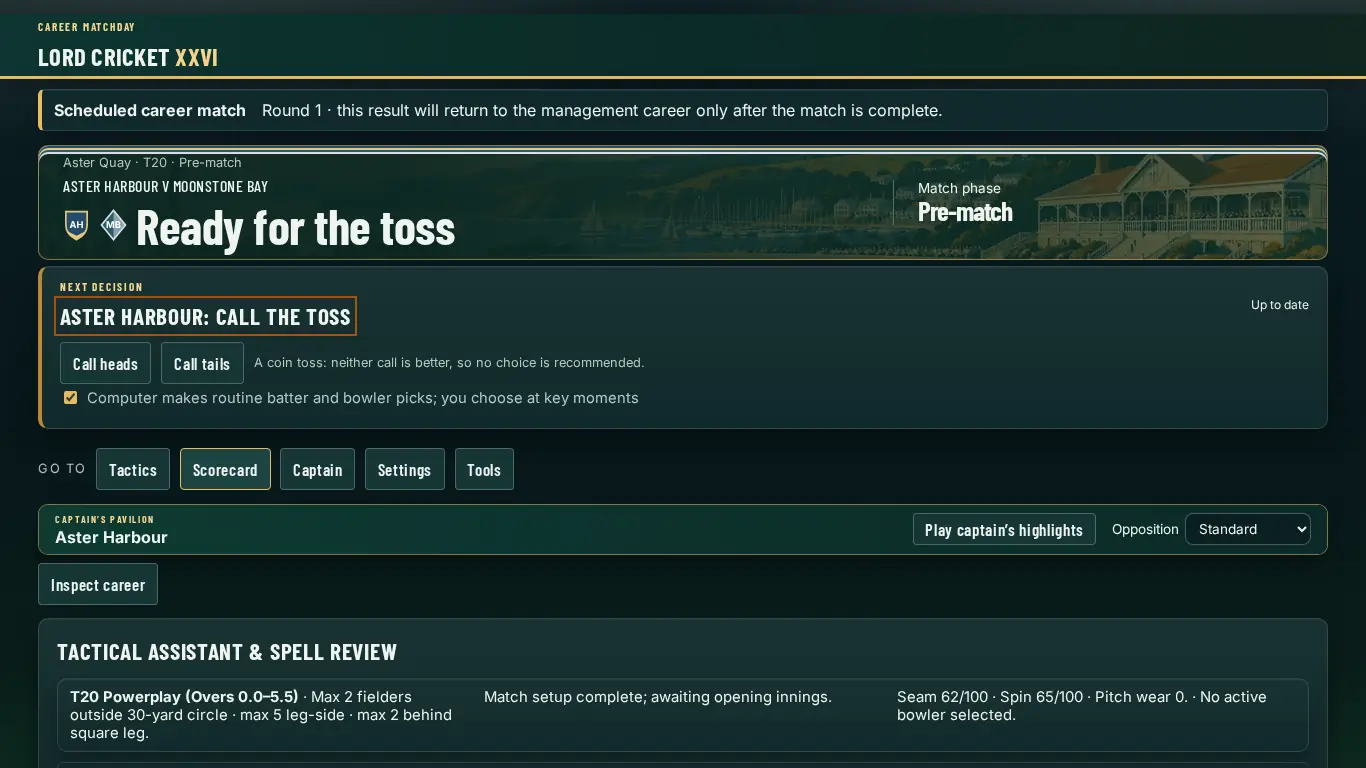 CAREER MATCHDAY
LORD CRICKET XXVI
Scheduled career match Round 1 · this result will return to the management career only after the match is complete.
Aster Quay · T20 · Pre-match
ASTER HARBOUR V MOONSTONE BAY
AH MB Ready for the toss
Match phase
Pre-match
NEXT DECISION
ASTER HARBOUR: CALL THE TOSS
Up to date
Call heads Call tails A coin toss: neither call is better, so no choice is recommended.
Computer makes routine batter and bowler picks; you choose at key moments
GO TO Tactics Scorecard Captain Settings Tools
CAPTAIN'S PAVILION
Aster Harbour
Play captain’s highlights Opposition Standard
Inspect career
TACTICAL ASSISTANT & SPELL REVIEW
T20 Powerplay (Overs 0.0–5.5) · Max 2 fielders
outside 30-yard circle · max 5 leg-side · max 2 behind
square leg.
Match setup complete; awaiting opening innings.
Seam 62/100 · Spin 65/100 · Pitch wear 0. · No active
bowler selected.